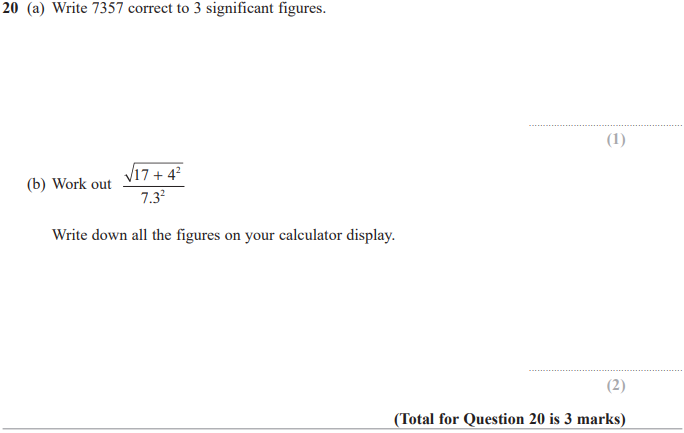 20 (a) Write 7357 correct to 3 significant figures.
(1)
(b) Work out √17 + 4² / 7.3²
Write down all the figures on your calculator display.
(2)
(Total for Question 20 is 3 marks)